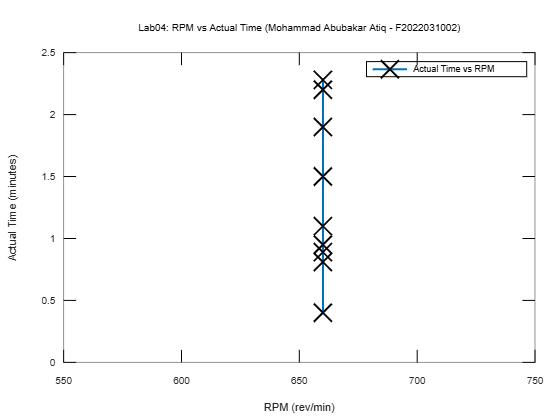 Lab04: RPM vs Actual Time (Mohammad Abubakar Atiq - F2022031002)
2.5
Actual Time vs RPM
2
1.5
1
0.5
0
Actual Time (minutes)
550
600
650
700
750
RPM (rev/min)